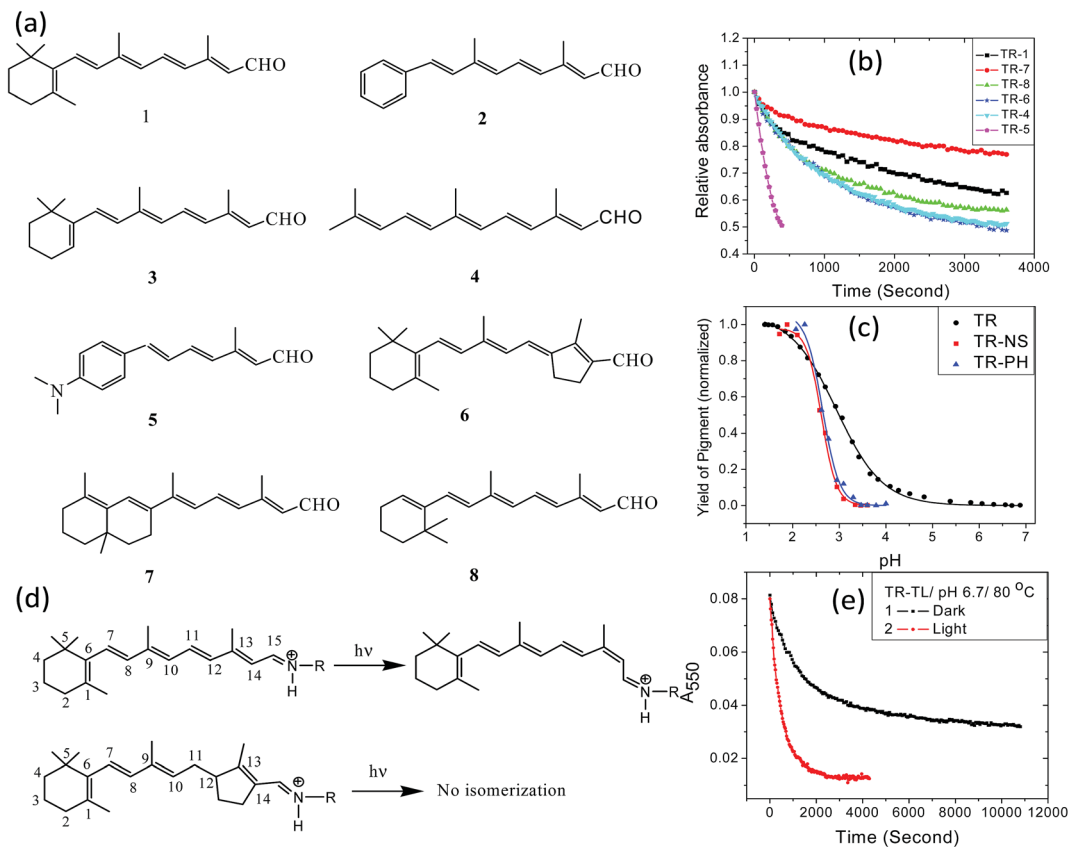 (a)
CHO
1
CHO
2
CHO
3
CHO
4
N
CHO
5
CHO
6
CHO
7
CHO
8
(b)
TR-1
TR-7
TR-8
TR-6
TR-4
TR-5
Relative absorbance
1.2
1.1
1.0
0.9
0.8
0.7
0.6
0.5
0.4
0 1000 2000 3000 4000
Time (Second)
(c)
TR
TR-NS
TR-PH
Yield of Pigment (normalized)
1.0
0.8
0.6
0.4
0.2
0.0
1 2 3 4 5 6 7
pH
(d)
5 7 11 13 15
4 6 8 9 10 12 14
3 1
2
N-R
H
⊕
hν
N-R
H
⊕
5 7 9 11 13
4 6 8 10 12 14
3 1
2
N-R
H
⊕
hν
No isomerization
(e)
TR-TL/ pH 6.7/ 80 °C
1 Dark
2 Light
A550
0.08
0.06
0.04
0.02
0 2000 4000 6000 8000 10000 12000
Time (Second)